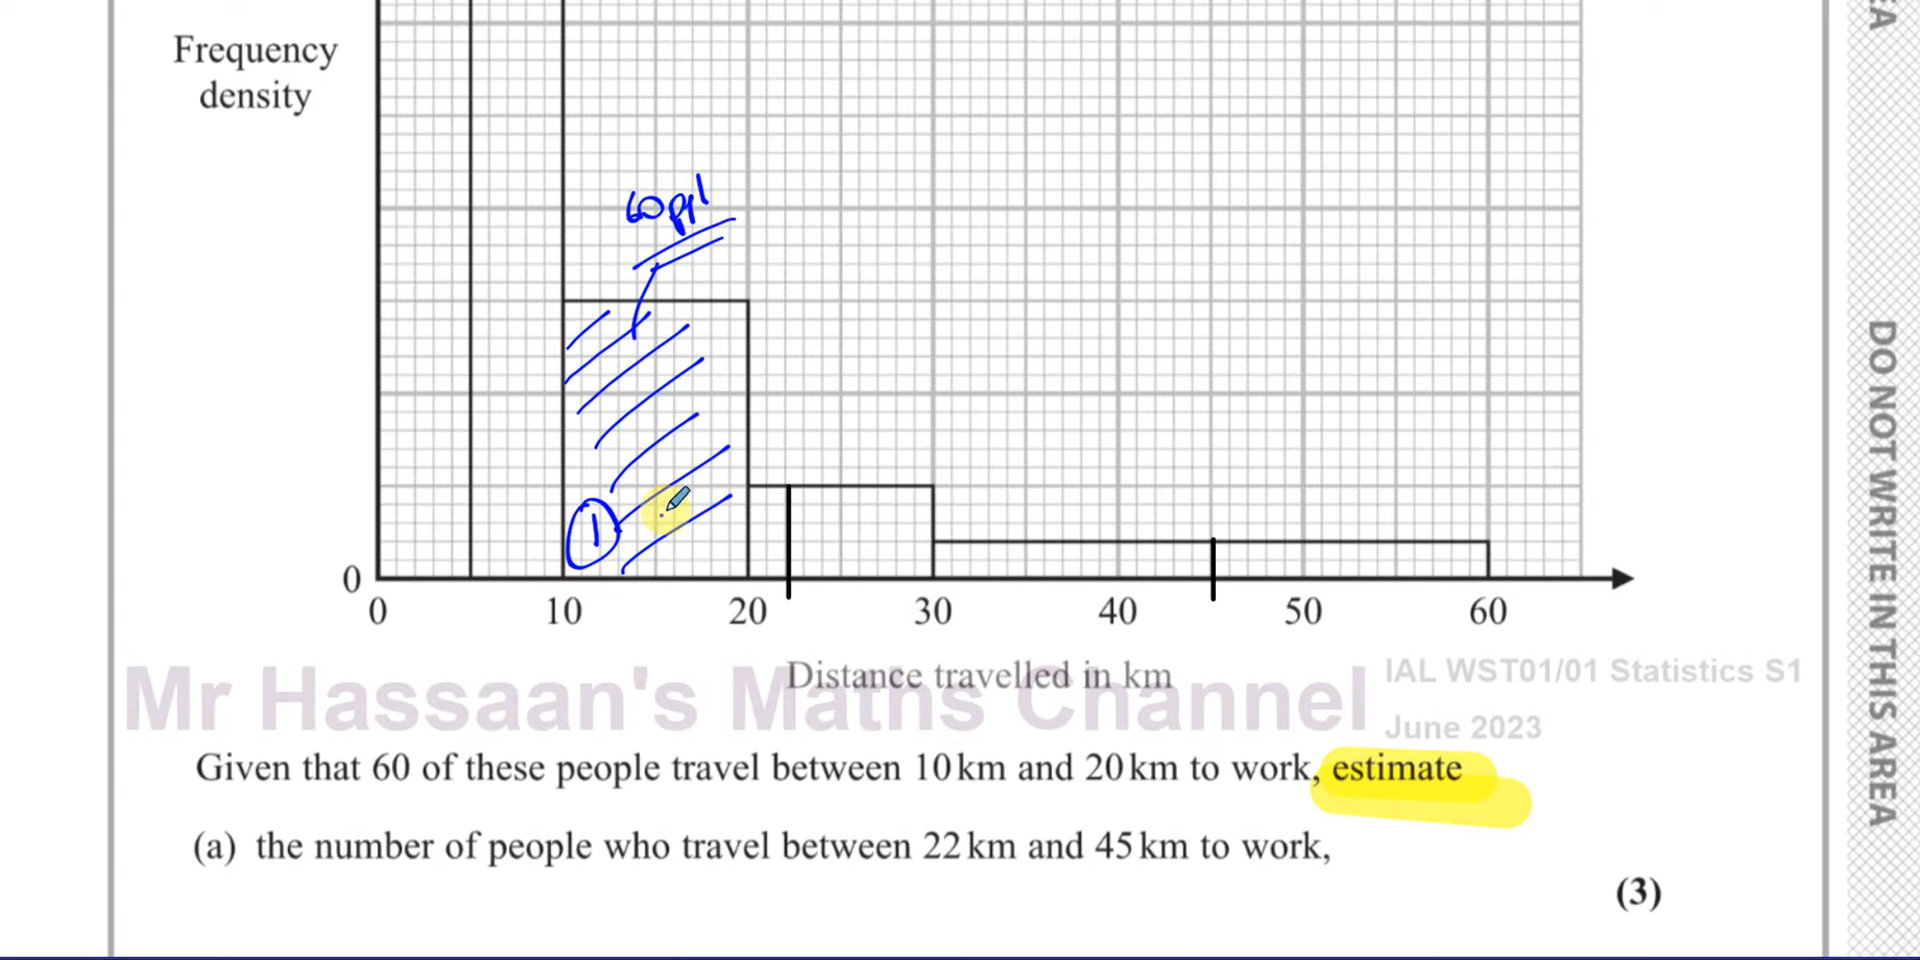 EA
Frequency
density
60 ppl
1
0
0 10 20 30 40 50 60
Distance travelled in km
Mr Hassaan's Maths Channel
IAL WST01/01 Statistics S1
June 2023
Given that 60 of these people travel between 10 km and 20 km to work, estimate
(a) the number of people who travel between 22 km and 45 km to work,
(3)
DO NOT WRITE IN THIS AREA